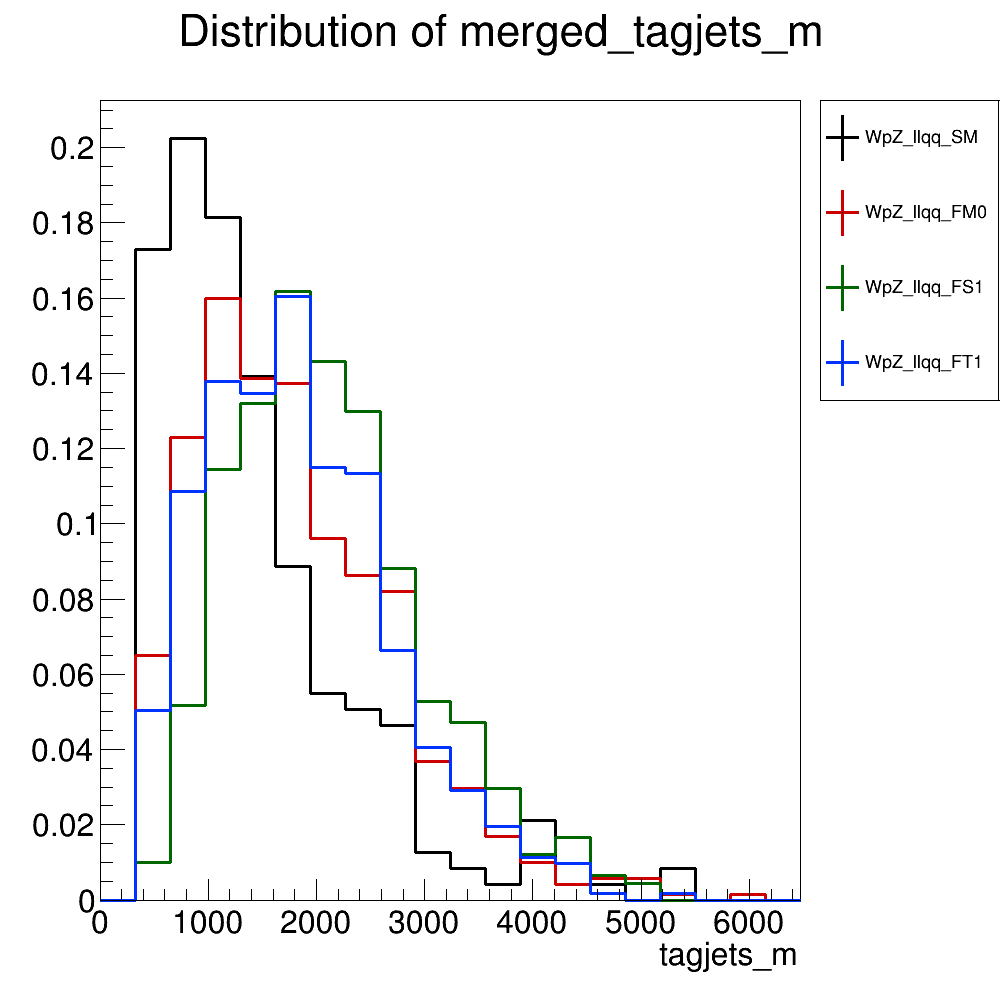 Distribution of merged_tagjets_m
0.2
0.18
0.16
0.14
0.12
0.1
0.08
0.06
0.04
0.02
0
0 1000 2000 3000 4000 5000 6000
tagjets_m
WpZ_llqq_SM
WpZ_llqq_FM0
WpZ_llqq_FS1
WpZ_llqq_FT1